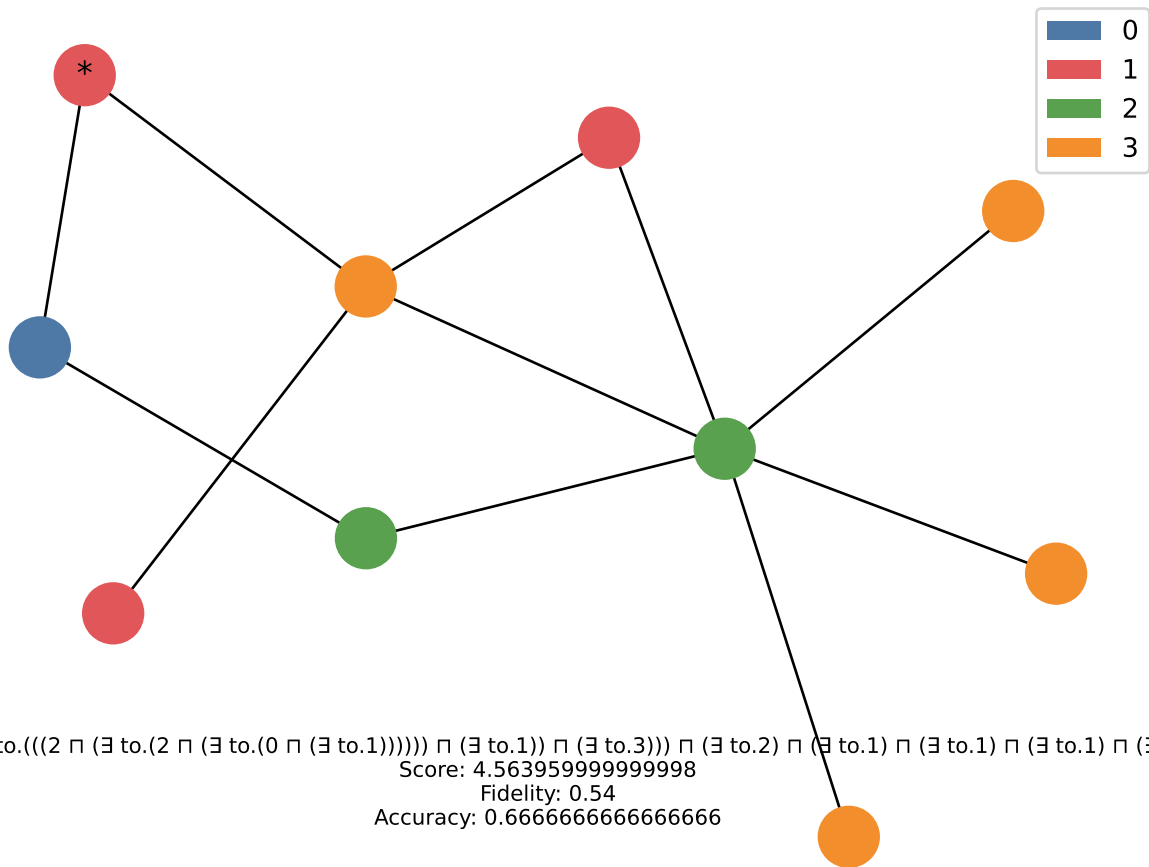 0
*
1
2
3
to.(((2 ⊓ (∃ to.(2 ⊓ (∃ to.(0 ⊓ (∃ to.1)))))) ⊓ (∃ to.1)) ⊓ (∃ to.3))) ⊓ (∃ to.2) ⊓ (∃ to.1) ⊓ (∃ to.1) ⊓ (∃ to.1) ⊓ (∃
Score: 4.563959999999998
Fidelity: 0.54
Accuracy: 0.6666666666666666